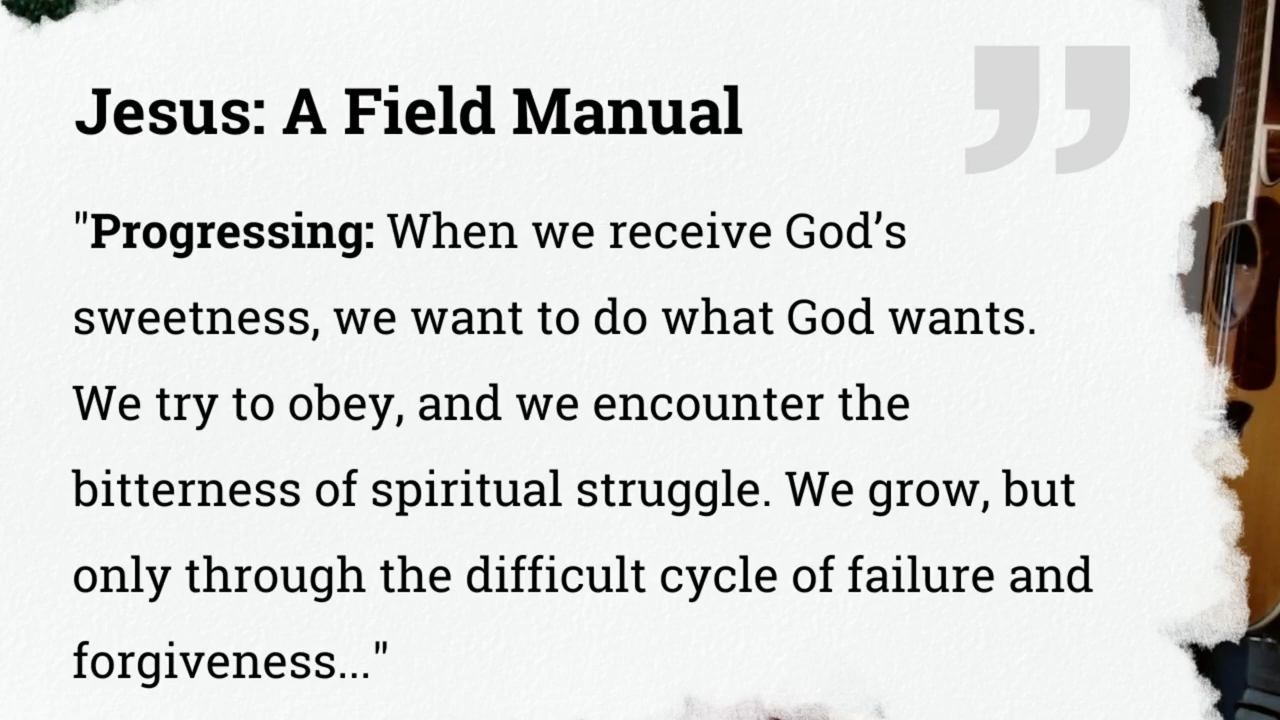 Jesus: A Field Manual
"Progressing: When we receive God’s
sweetness, we want to do what God wants.
We try to obey, and we encounter the
bitterness of spiritual struggle. We grow, but
only through the difficult cycle of failure and
forgiveness..."